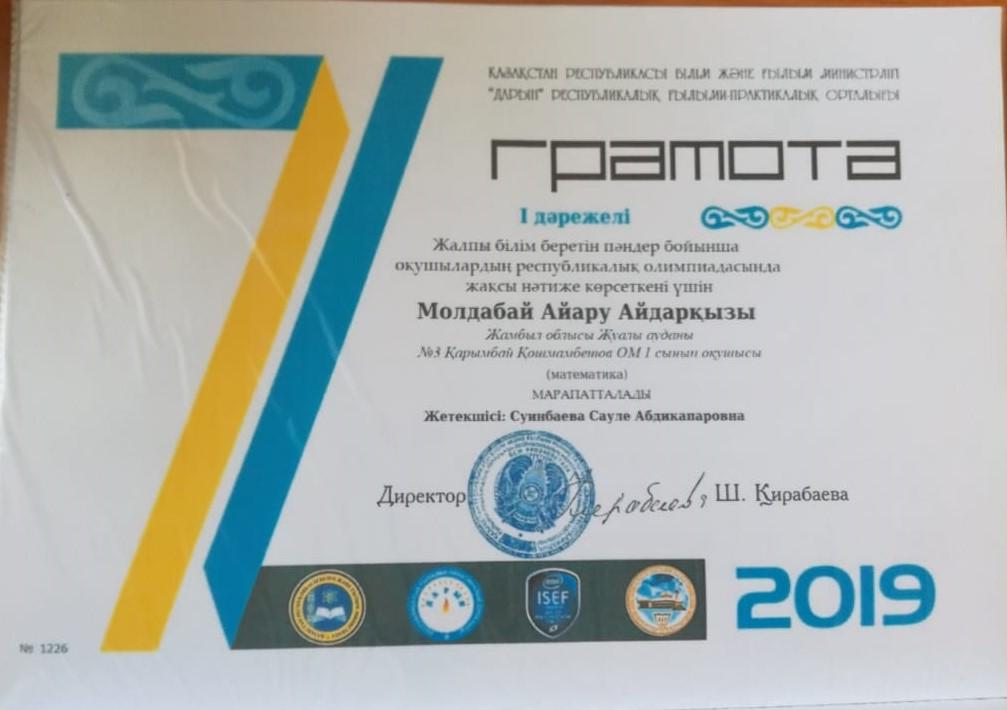 ҚАЗАҚСТАН РЕСПУБЛИКАСЫ БІЛІМ ЖӘНЕ ҒЫЛЫМ МИНИСТРЛІГІ
"ДАРЫН" РЕСПУБЛИКАЛЫҚ ҒЫЛЫМИ-ПРАКТИКАЛЫҚ ОРТАЛЫҒЫ
грамота
І дәрежелі
Жалпы білім беретін пәндер бойынша
оқушылардың республикалық олимпиадасында
жақсы нәтиже көрсеткені үшін
Молдабай Айару Айдарқызы
Жамбыл облысы Жуалы ауданы
№3 Қарымбай Қошмамбетов ОМ 1 сынып оқушысы
(математика)
МАРАПАТТАЛАДЫ
Жетекшісі: Суинбаева Сауле Абдикапаровна
Директор Ш. Қирабаева
ДАРЫН
intel
ISEF
2019
№ 1226